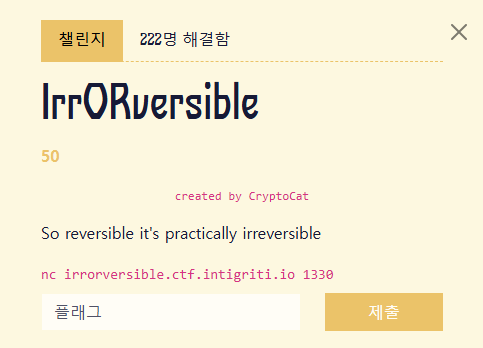 챌린지
222명 해결함
IrrORversible
50
created by CryptoCat
So reversible it's practically irreversible
nc irrorversible.ctf.intigriti.io 1330
플래그
제출